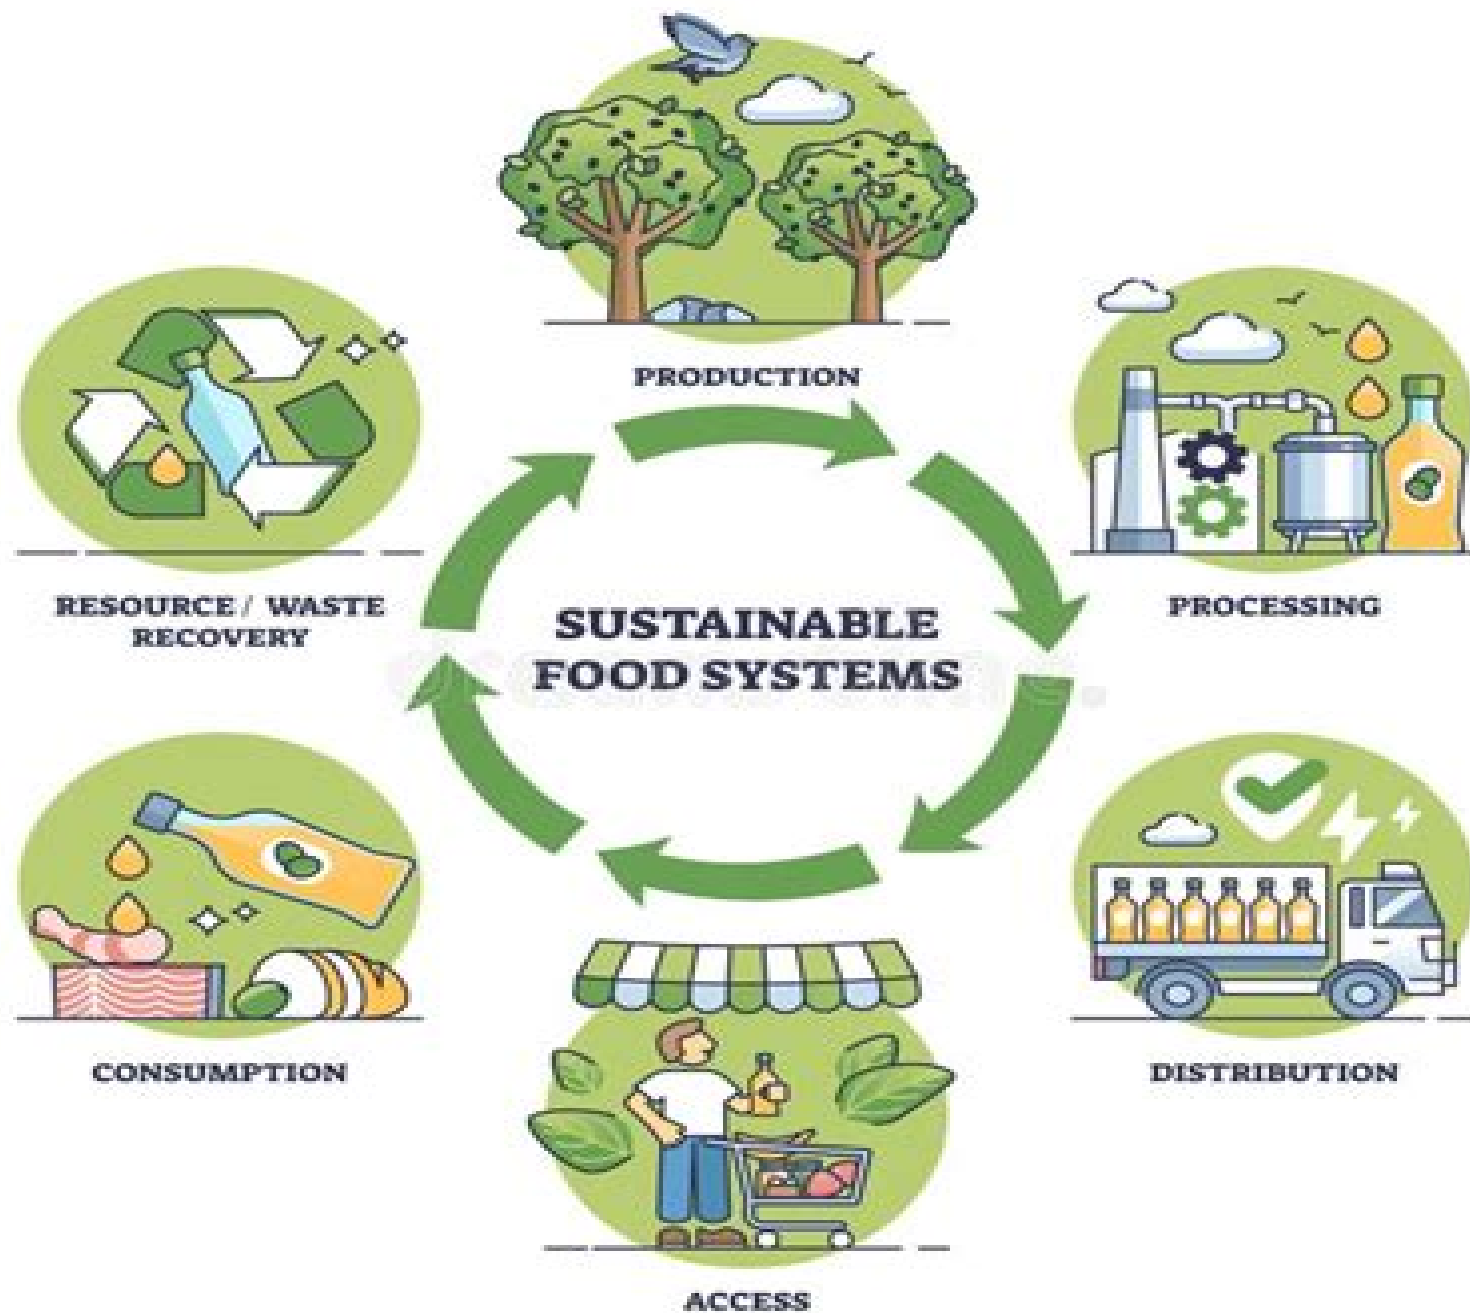 PRODUCTION
PROCESSING
RESOURCE / WASTE
RECOVERY
SUSTAINABLE
FOOD SYSTEMS
CONSUMPTION
DISTRIBUTION
ACCESS